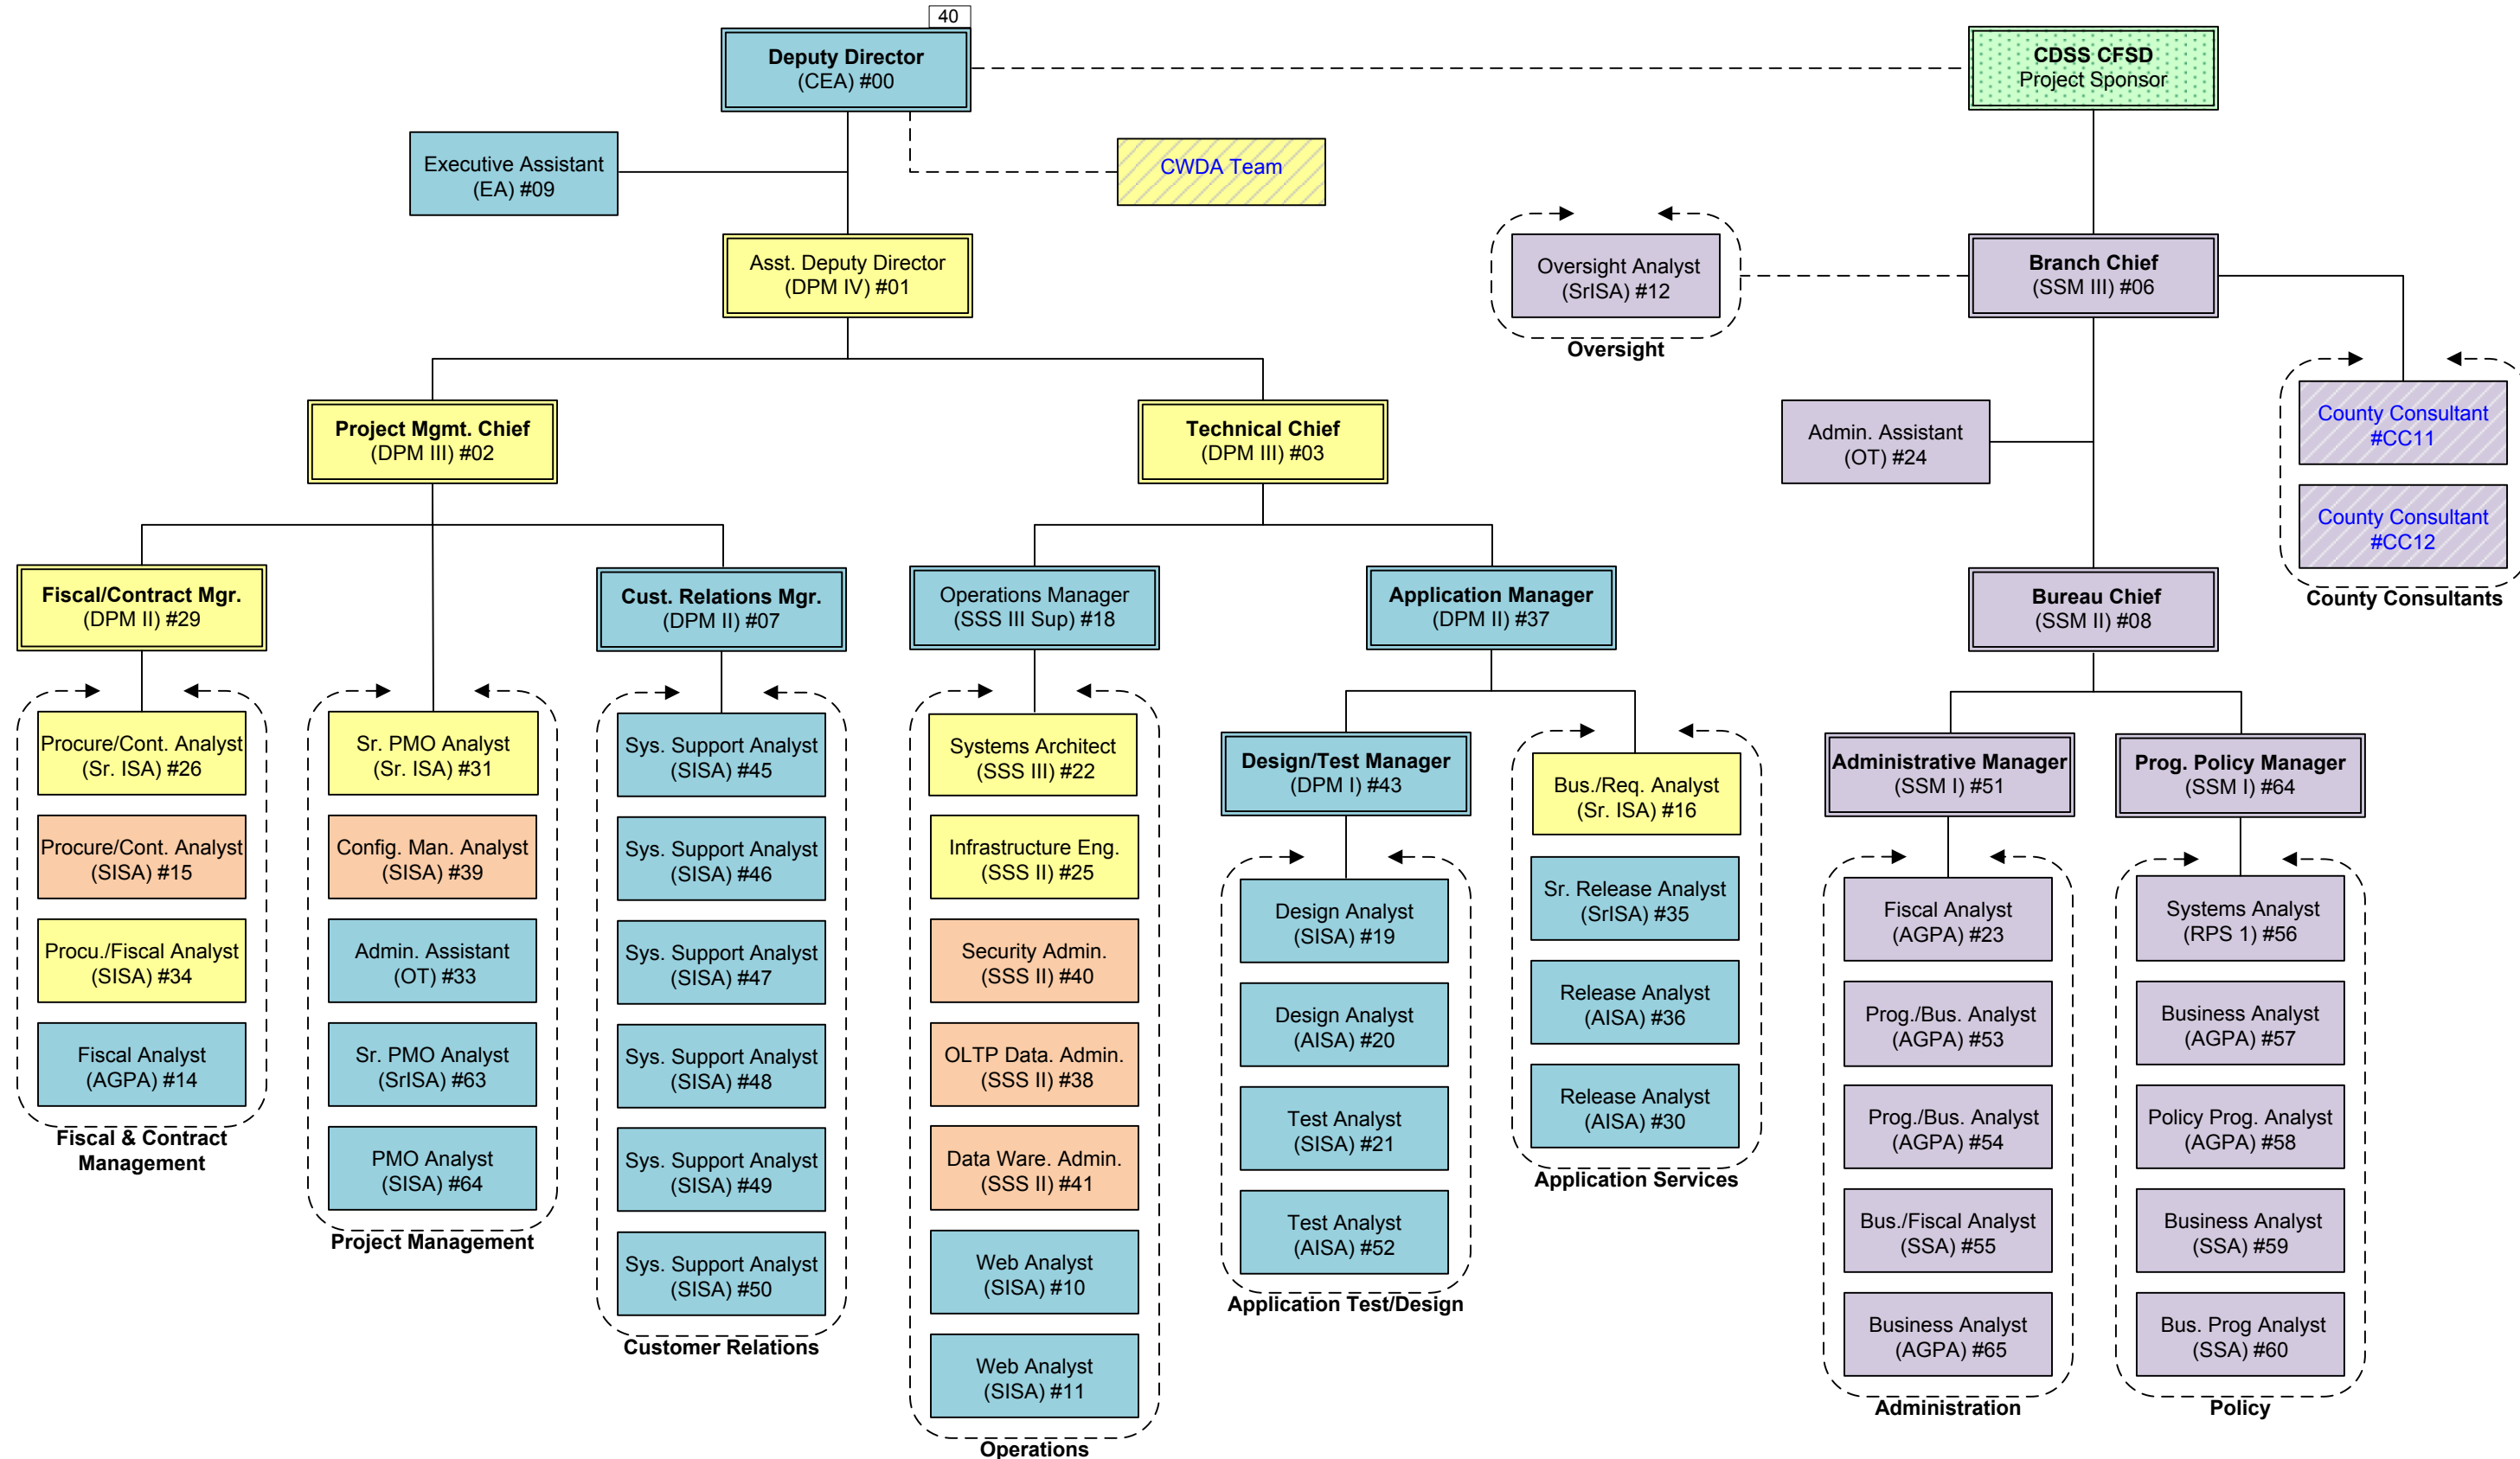 40
Deputy Director
(CEA) #00
CDSS CFSD
Project Sponsor
Executive Assistant
(EA) #09
CWDA Team
Asst. Deputy Director
(DPM IV) #01
Oversight Analyst
(SrISA) #12
Oversight
Branch Chief
(SSM III) #06
Project Mgmt. Chief
(DPM III) #02
Technical Chief
(DPM III) #03
Admin. Assistant
(OT) #24
County Consultant
#CC11
County Consultant
#CC12
County Consultants
Fiscal/Contract Mgr.
(DPM II) #29
Cust. Relations Mgr.
(DPM II) #07
Operations Manager
(SSS III Sup) #18
Application Manager
(DPM II) #37
Bureau Chief
(SSM II) #08
Procure/Cont. Analyst
(Sr. ISA) #26
Procure/Cont. Analyst
(SISA) #15
Procu./Fiscal Analyst
(SISA) #34
Fiscal Analyst
(AGPA) #14
Fiscal & Contract
Management
Sr. PMO Analyst
(Sr. ISA) #31
Config. Man. Analyst
(SISA) #39
Admin. Assistant
(OT) #33
Sr. PMO Analyst
(SrISA) #63
PMO Analyst
(SISA) #64
Project Management
Sys. Support Analyst
(SISA) #45
Sys. Support Analyst
(SISA) #46
Sys. Support Analyst
(SISA) #47
Sys. Support Analyst
(SISA) #48
Sys. Support Analyst
(SISA) #49
Sys. Support Analyst
(SISA) #50
Customer Relations
Systems Architect
(SSS III) #22
Infrastructure Eng.
(SSS II) #25
Security Admin.
(SSS II) #40
OLTP Data. Admin.
(SSS II) #38
Data Ware. Admin.
(SSS II) #41
Web Analyst
(SISA) #10
Web Analyst
(SISA) #11
Operations
Design/Test Manager
(DPM I) #43
Design Analyst
(SISA) #19
Design Analyst
(AISA) #20
Test Analyst
(SISA) #21
Test Analyst
(AISA) #52
Application Test/Design
Bus./Req. Analyst
(Sr. ISA) #16
Sr. Release Analyst
(SrISA) #35
Release Analyst
(AISA) #36
Release Analyst
(AISA) #30
Application Services
Administrative Manager
(SSM I) #51
Fiscal Analyst
(AGPA) #23
Prog./Bus. Analyst
(AGPA) #53
Prog./Bus. Analyst
(AGPA) #54
Bus./Fiscal Analyst
(SSA) #55
Business Analyst
(AGPA) #65
Administration
Prog. Policy Manager
(SSM I) #64
Systems Analyst
(RPS 1) #56
Business Analyst
(AGPA) #57
Policy Prog. Analyst
(AGPA) #58
Business Analyst
(SSA) #59
Bus. Prog Analyst
(SSA) #60
Policy